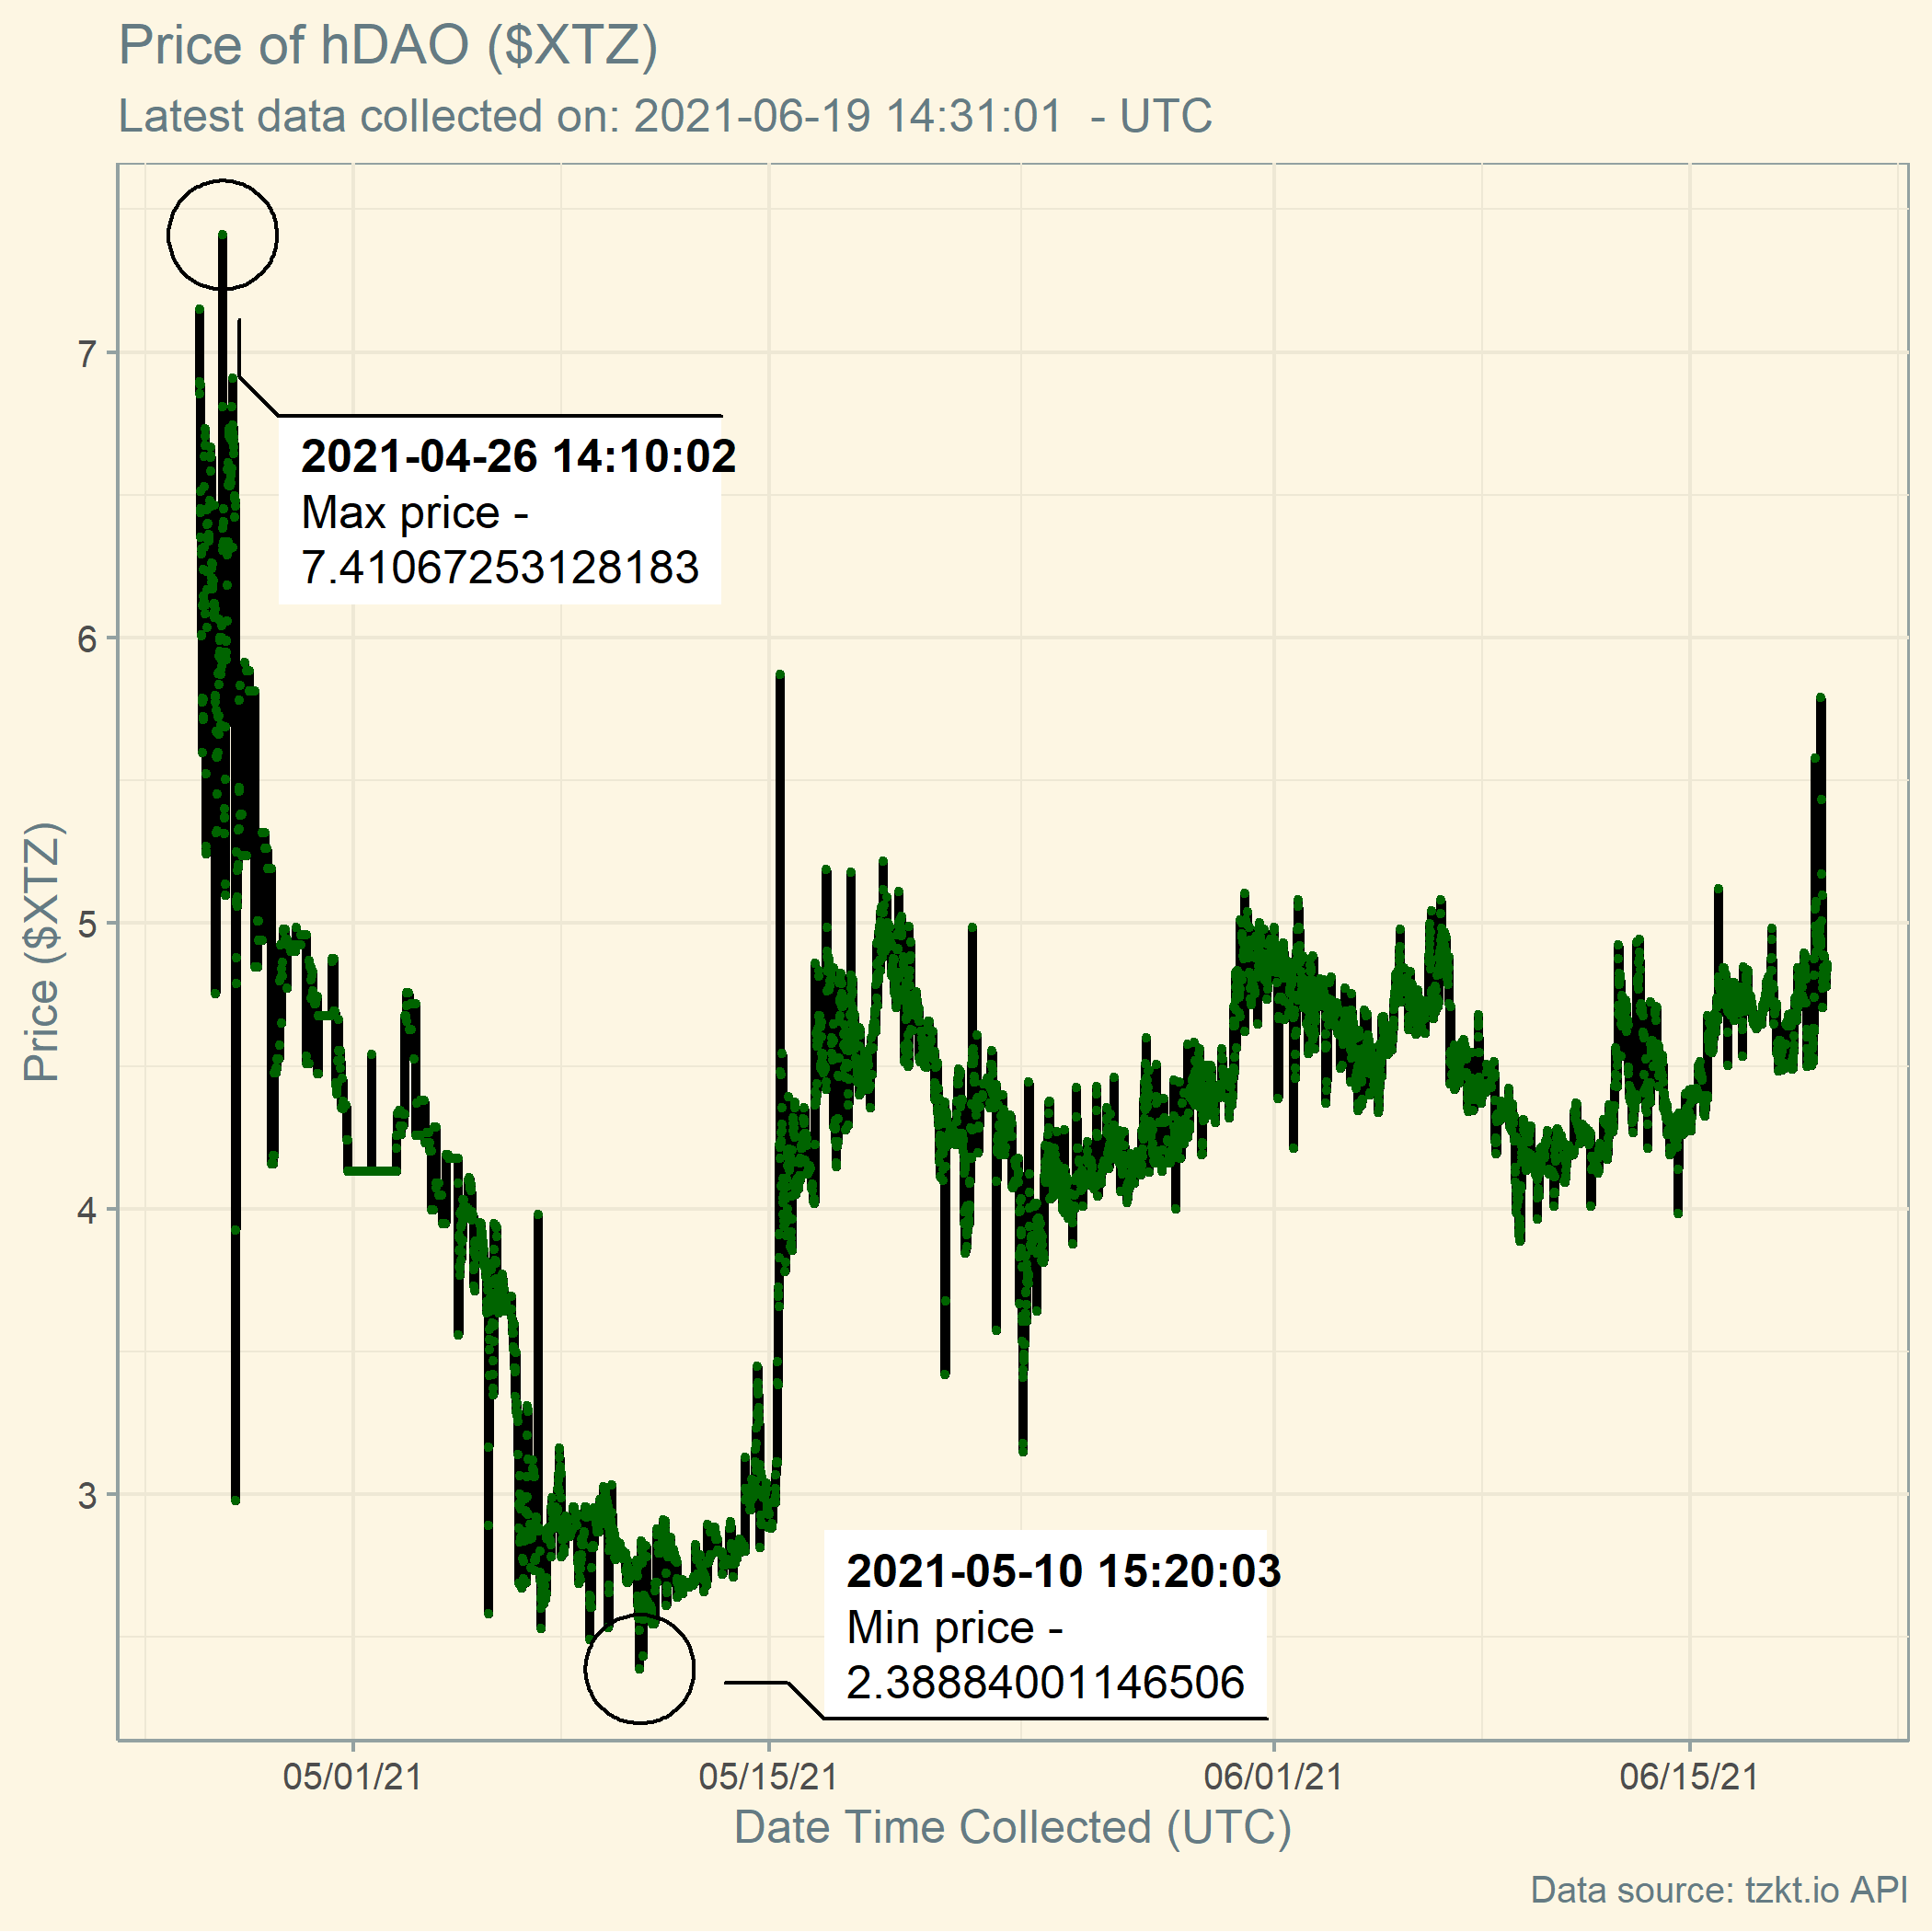 Price of hDAO ($XTZ)
Latest data collected on: 2021-06-19 14:31:01  - UTC
Price ($XTZ)
7
6
5
4
3
2021-04-26 14:10:02
Max price -
7.41067253128183
2021-05-10 15:20:03
Min price -
2.38884001146506
05/01/21
05/15/21
06/01/21
06/15/21
Date Time Collected (UTC)
Data source: tzkt.io API